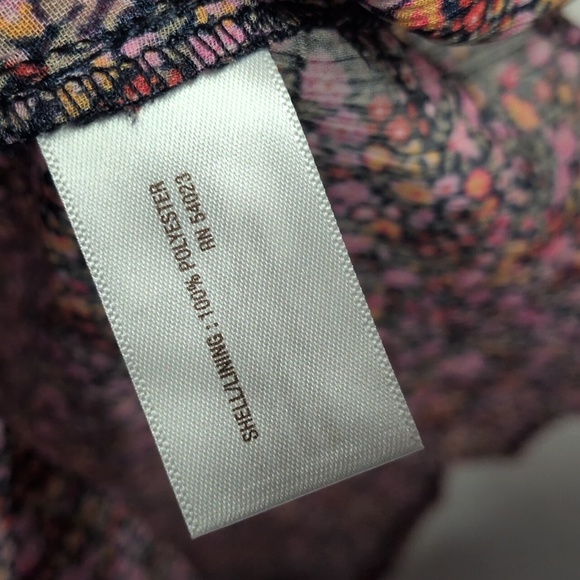 SHELL/LINING : 100% POLYESTER
RN 54023